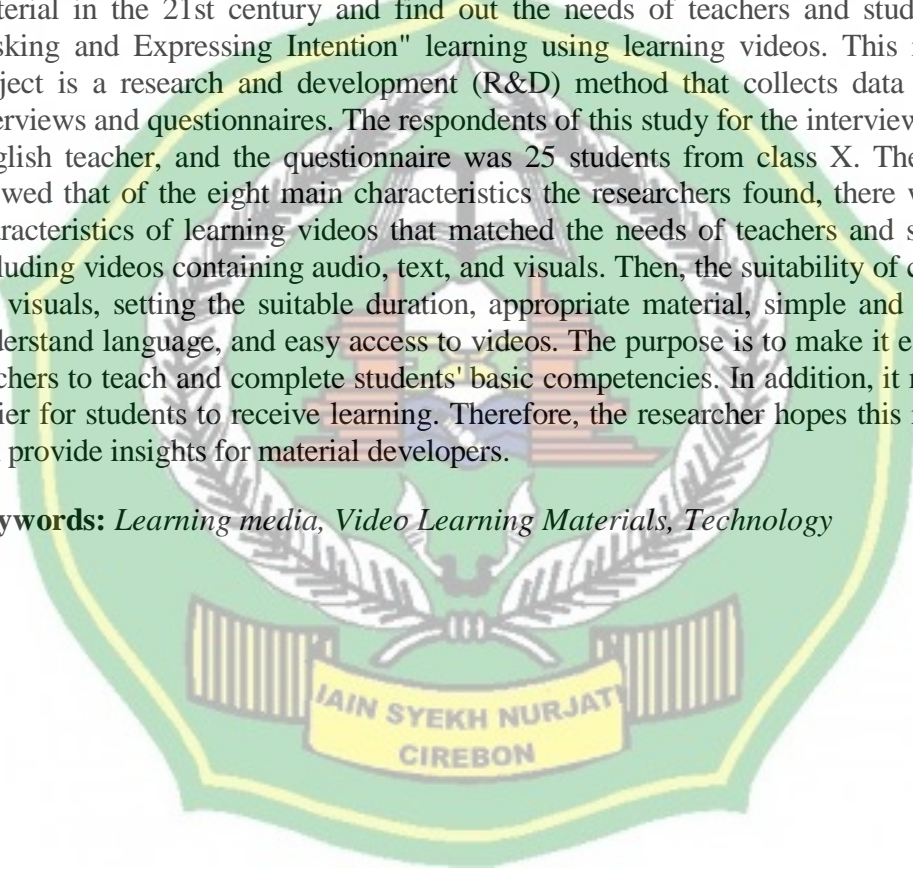 terial in the 21st century and find out the needs of teachers and stud
sking and Expressing Intention" learning using learning videos. This
ject is a research and development (R&D) method that collects data
erviews and questionnaires. The respondents of this study for the interview
glish teacher, and the questionnaire was 25 students from class X. The
wed that of the eight main characteristics the researchers found, there w
aracteristics of learning videos that matched the needs of teachers and s
luding videos containing audio, text, and visuals. Then, the suitability of
visuals, setting the suitable duration, appropriate material, simple and
derstand language, and easy access to videos. The purpose is to make it e
chers to teach and complete students' basic competencies. In addition, it
ier for students to receive learning. Therefore, the researcher hopes this
provide insights for material developers.
ywords: Learning media, Video Learning Materials, Technology
IAIN SYEKH NURJATI
CIREBON